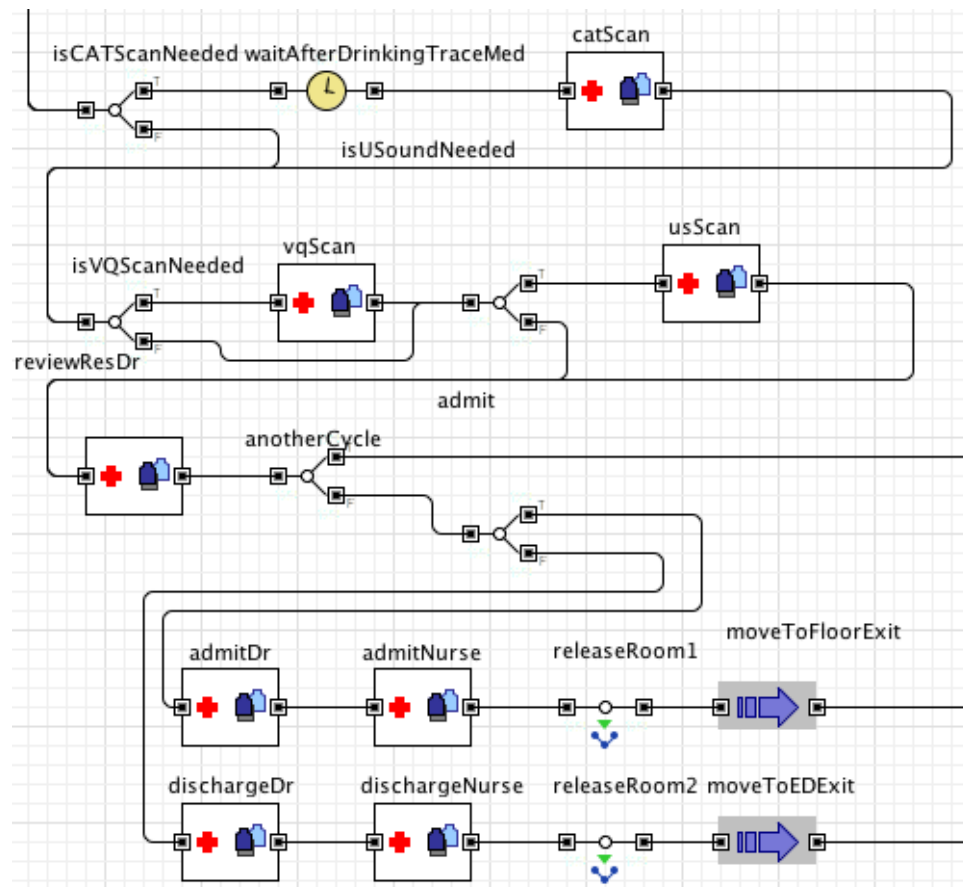 isCATScanNeeded waitAfterDrinkingTraceMed catScan
T
F
isUSoundNeeded
isVQScanNeeded vqScan usScan
T T
F F
reviewResDr
admit
anotherCycle
T
F
T
F
admitDr admitNurse releaseRoom1 moveToFloorExit
dischargeDr dischargeNurse releaseRoom2 moveToEDExit